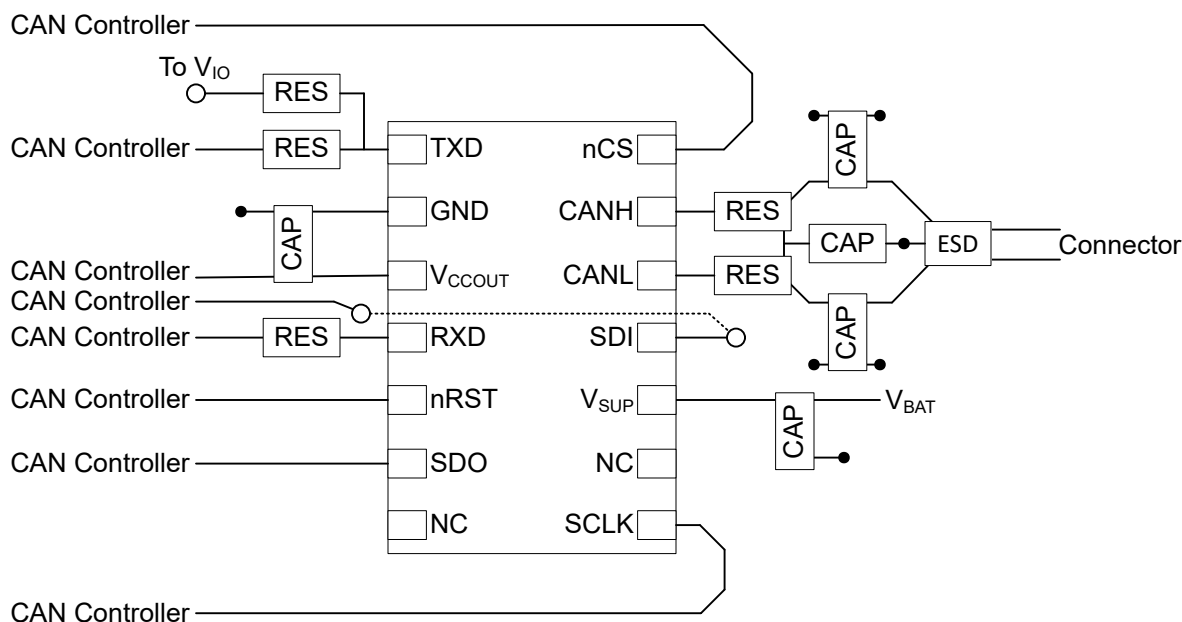 CAN Controller
To VIO
RES
CAN Controller RES TXD nCS CAP
GND CANH RES
CAP CAP ESD Connector
CAN Controller VCCOUT CANL RES
CAN Controller
CAN Controller RES RXD SDI CAP
CAN Controller nRST VSUP VBAT
CAP
CAN Controller SDO NC
NC SCLK
CAN Controller